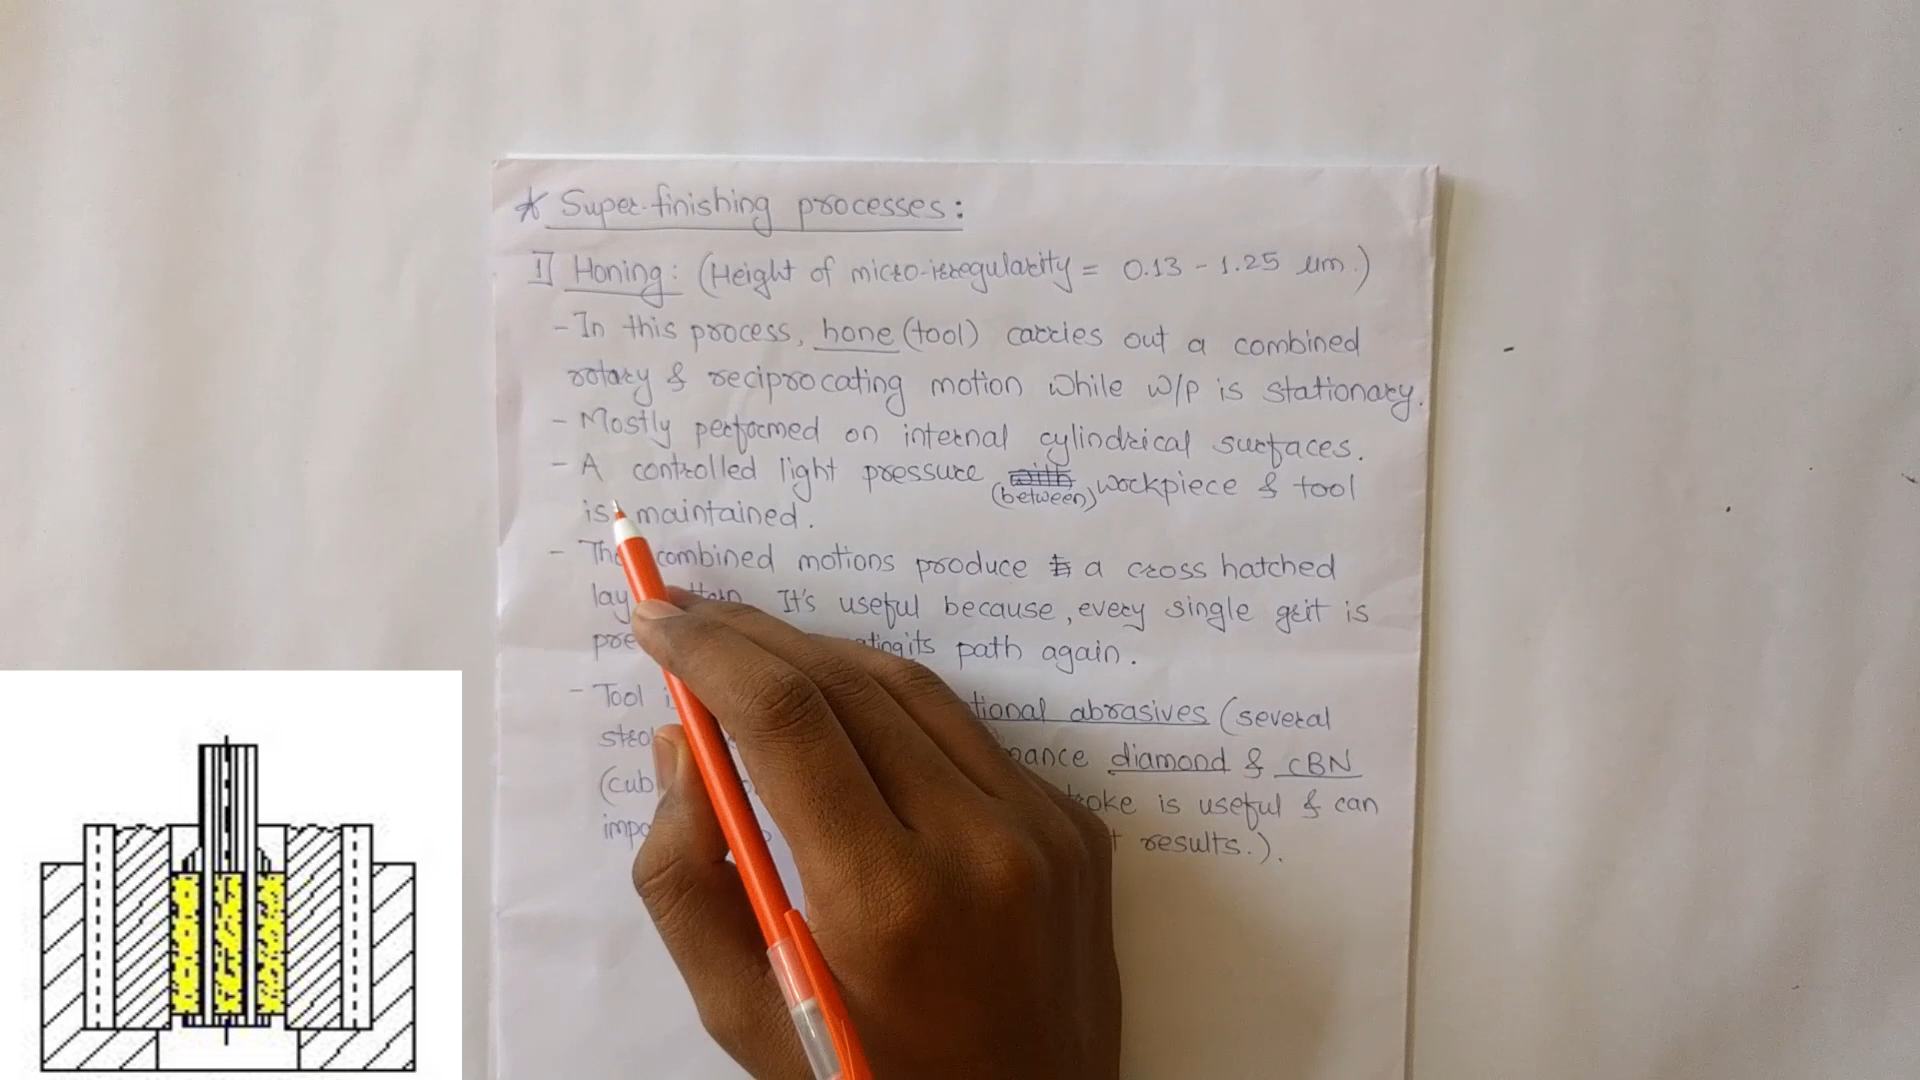 * Super-finishing processes:
1] Honing: (Height of micro-irregularity = 0.13 - 1.25 µm.)
- In this process, hone (tool) carries out a combined
rotary & reciprocating motion while w/p is stationary.
- Mostly performed on internal cylindrical surfaces.
- A controlled light pressure (between) workpiece & tool
is maintained.
- The combined motions produce a cross hatched
lay It's useful because, every single grit is
its path again.
- Tool abrasives (several
diamond & CBN
is useful & can
results.).